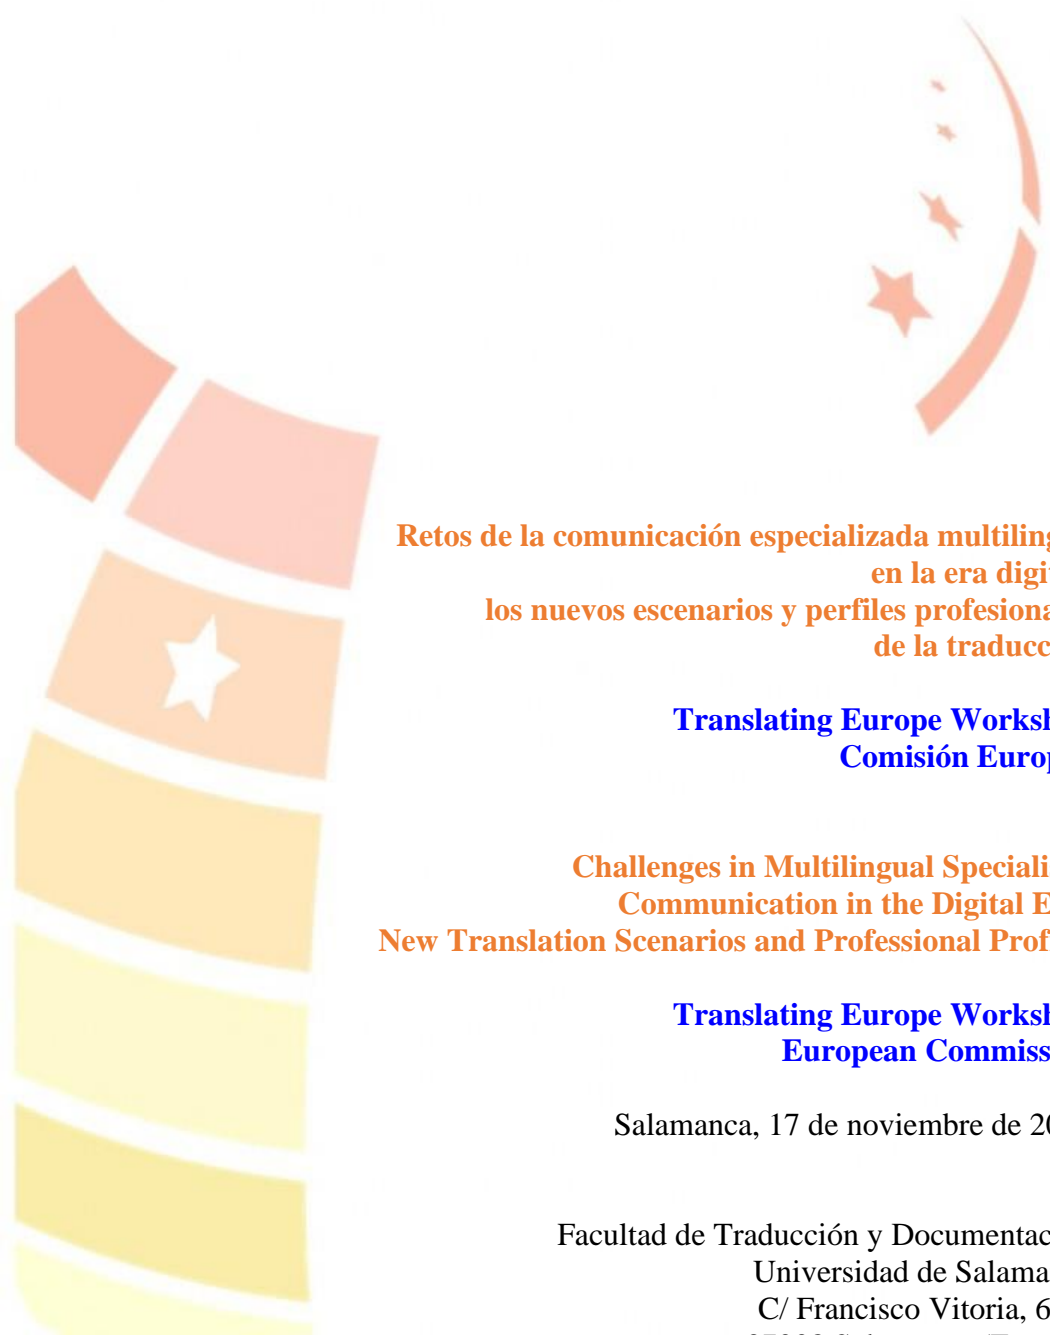 Retos de la comunicación especializada multiling
en la era digi
los nuevos escenarios y perfiles profesiona
de la traducc
Translating Europe Worksh
Comisión Europ
Challenges in Multilingual Speciali
Communication in the Digital E
New Translation Scenarios and Professional Prof
Translating Europe Worksh
European Commiss
Salamanca, 17 de noviembre de 20
Facultad de Traducción y Documentac
Universidad de Salama
C/ Francisco Vitoria, 6